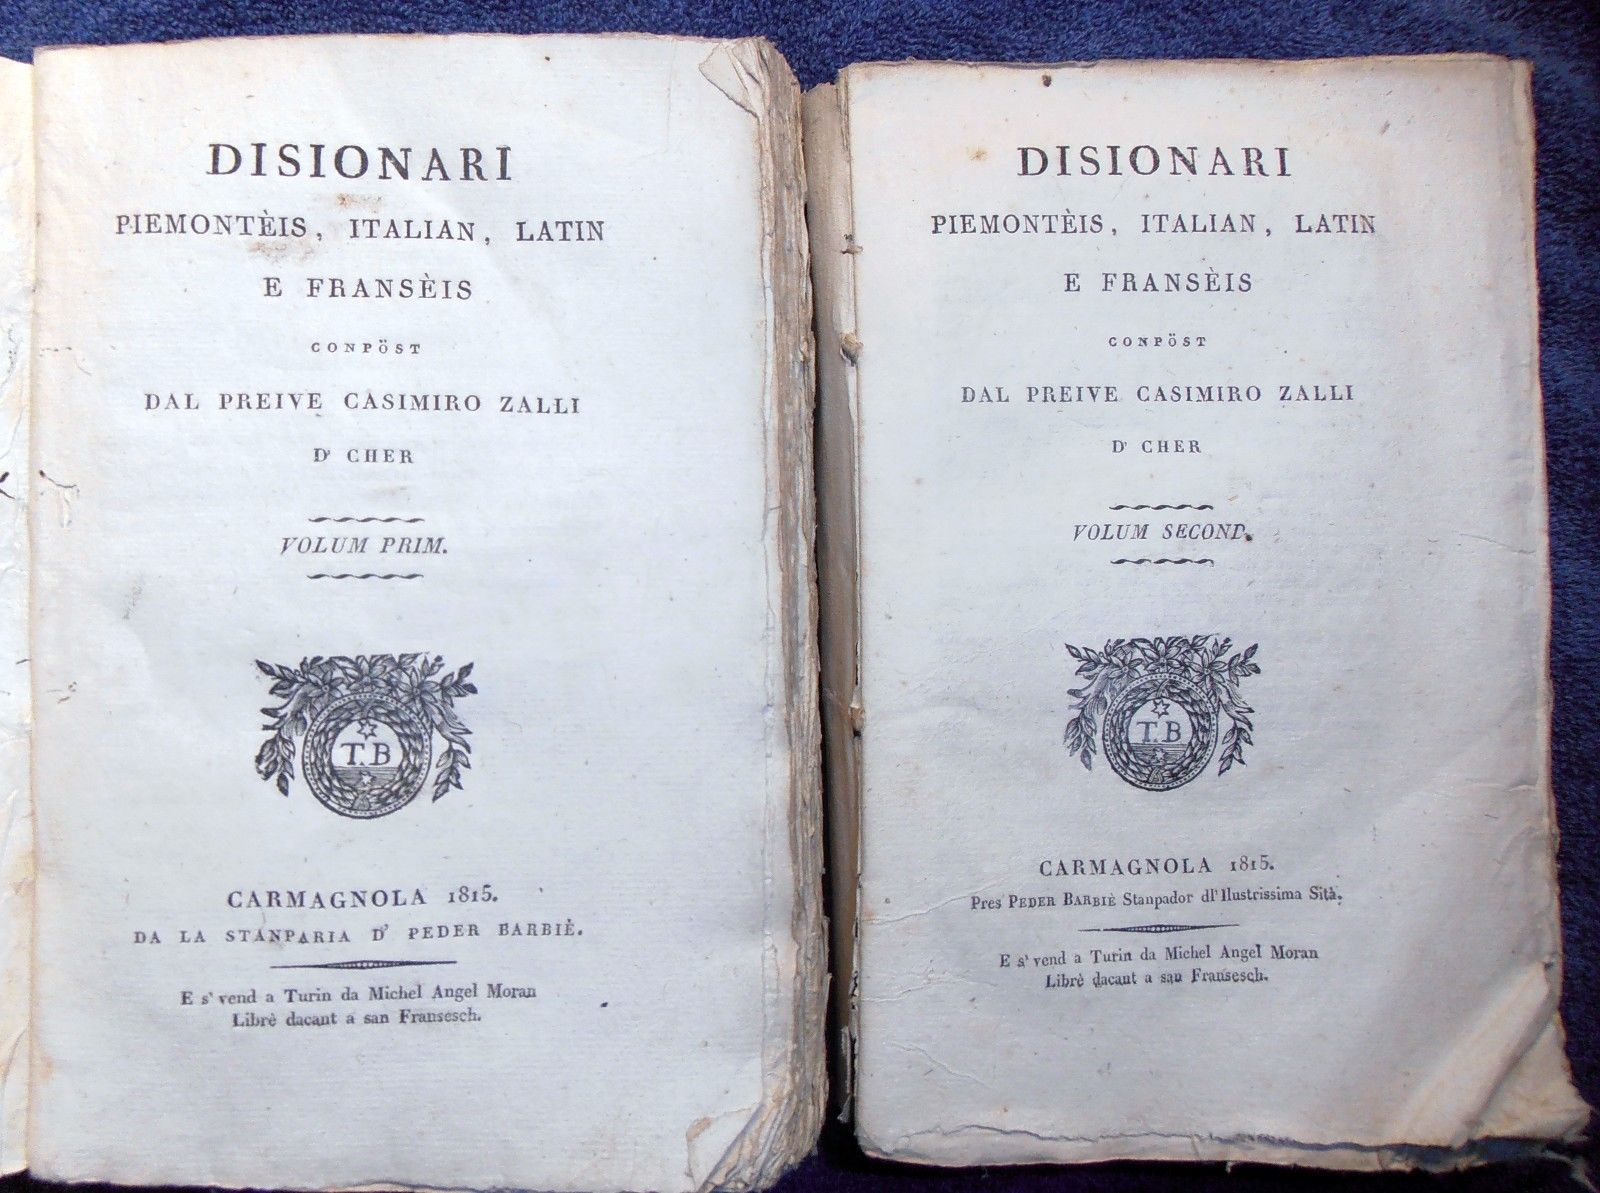 DISIONARI
PIEMONTÈIS, ITALIAN, LATIN
E FRANSÈIS
CONPÖST
DAL PREIVE CASIMIRO ZALLI
D' CHER
VOLUM PRIM.
T.B
CARMAGNOLA 1815.
DA LA STANPARIA D' PEDER BARBIÈ.
E s' vend a Turin da Michel Angel Moran
Librè dacant a san Fransesch.
DISIONARI
PIEMONTÈIS, ITALIAN, LATIN
E FRANSÈIS
CONPÖST
DAL PREIVE CASIMIRO ZALLI
D' CHER
VOLUM SECOND.
T.B
CARMAGNOLA 1815.
Pres PEDER BARBIÈ Stanpador dl' Ilustrissima Sità.
E s' vend a Turin da Michel Angel Moran
Librè dacant a san Fransesch.